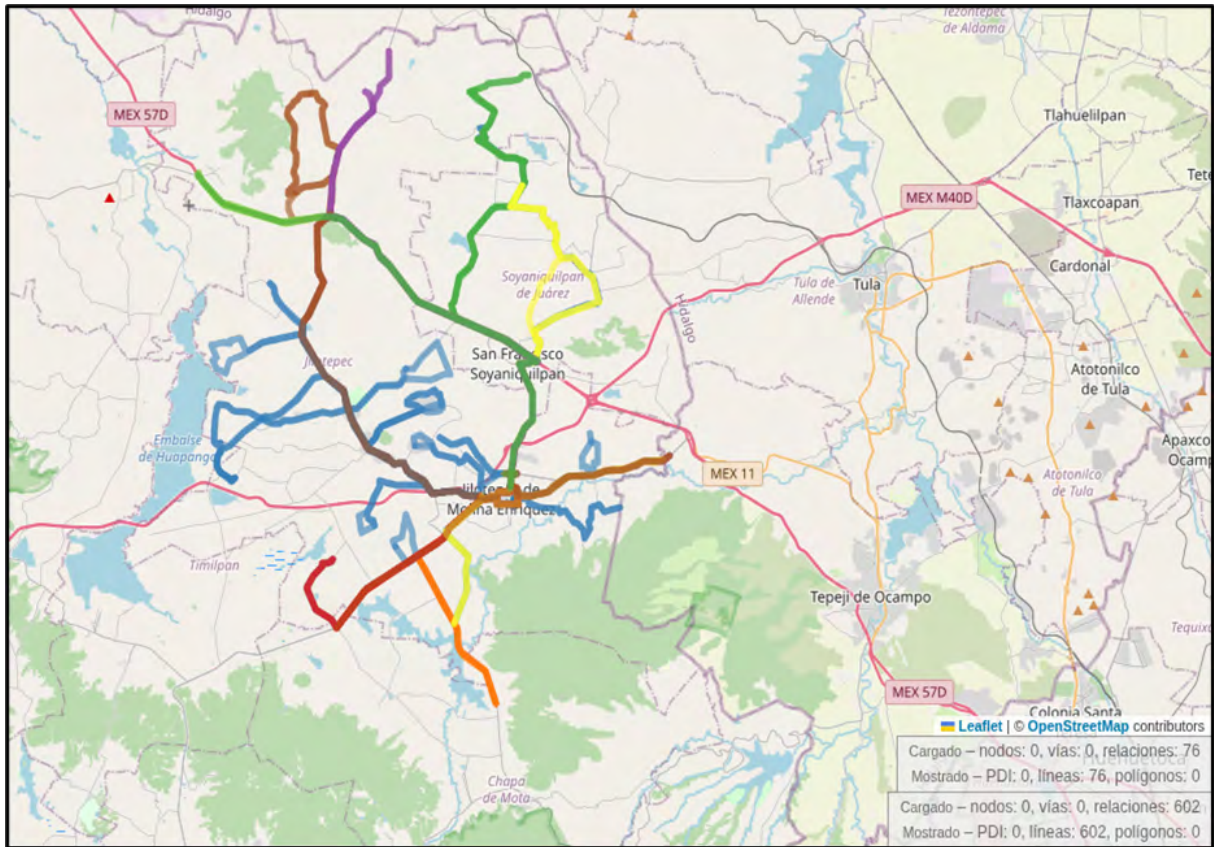 Hidalgo
Tezontepec
de Aldama
MEX 57D
Tlahuelilpan
MEX M40D
Tlaxcoapan
Cardonal
Soyaniquilpan
de Juárez
Tula de
Allende
Tula
Hidalgo
San Francisco
Soyaniquilpan
Jilotepec
Atotonilco
de Tula
Embalse
de Huapango
MEX 11
Apaxco
Atotonilco
de Tula
Jilotepec de
Molina Enríquez
Timilpan
Tepeji de Ocampo
MEX 57D
Colonia Santa
Leaflet | © OpenStreetMap contributors
Cargado – nodos: 0, vías: 0, relaciones: 76
Huehuetoca
Mostrado – PDI: 0, líneas: 76, polígonos: 0
Chapa
de Mota
Cargado – nodos: 0, vías: 0, relaciones: 602
Mostrado – PDI: 0, líneas: 602, polígonos: 0